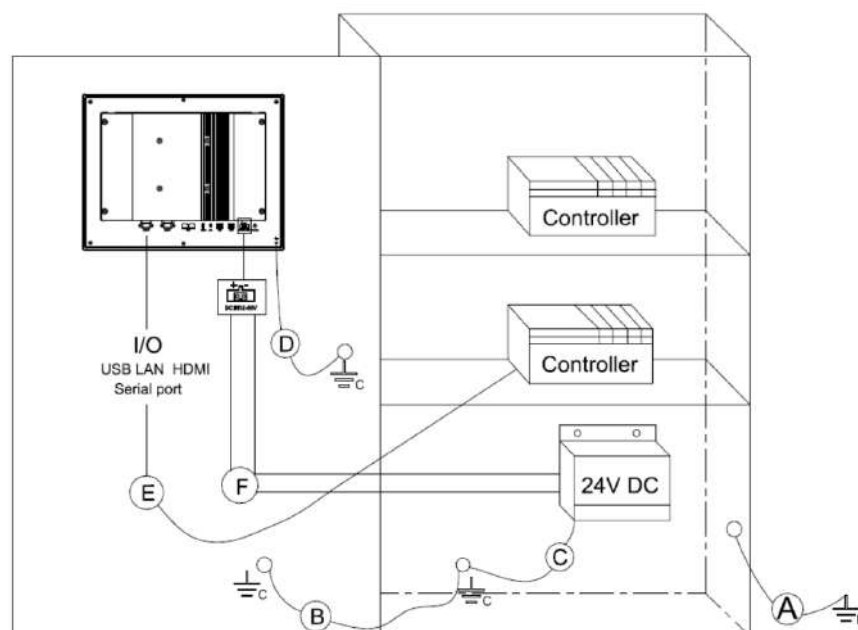 Controller
Controller
I/O
USB LAN HDMI
Serial port
D
C
E
F
24V DC
C
A
B
C
C